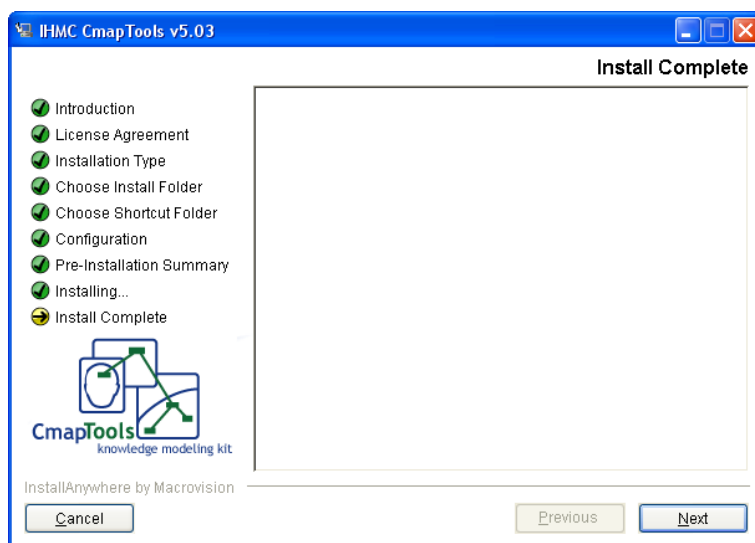 IHMC CmapTools v5.03
Install Complete
Introduction
License Agreement
Installation Type
Choose Install Folder
Choose Shortcut Folder
Configuration
Pre-Installation Summary
Installing...
Install Complete
CmapTools
knowledge modeling kit
InstallAnywhere by Macrovision
Cancel
Previous
Next